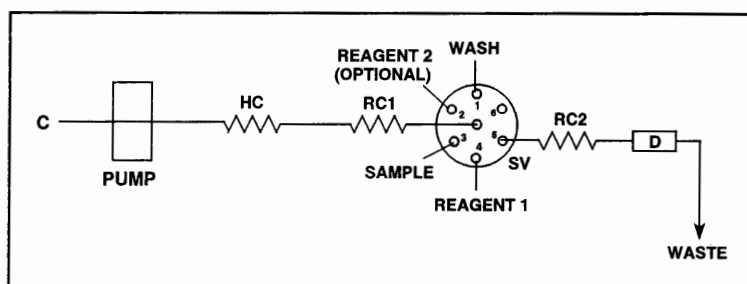 REAGENT 2
(OPTIONAL)
WASH
HC
RC1
1
2
6
C
3
5
4
RC2
D
PUMP
SAMPLE
SV
REAGENT 1
WASTE